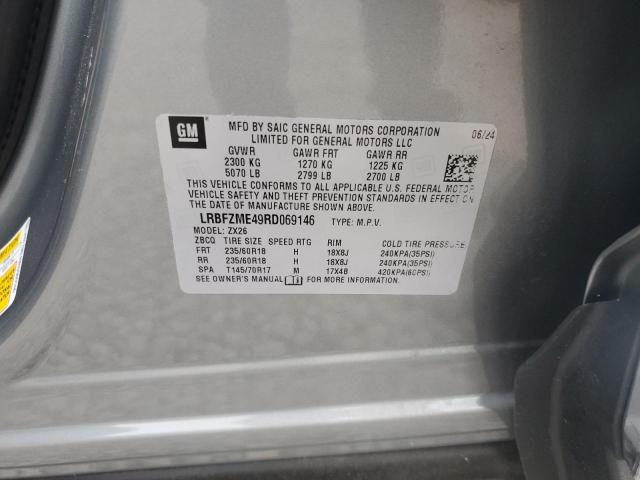 GM
MFD BY SAIC GENERAL MOTORS CORPORATION 06/24
LIMITED FOR GENERAL MOTORS LLC
GVWR GAWR FRT GAWR RR
2300 KG 1270 KG 1225 KG
5070 LB 2799 LB 2700 LB
THIS VEHICLE CONFORMS TO ALL APPLICABLE U.S. FEDERAL MOTOR
VEHICLE SAFETY AND THEFT PREVENTION STANDARDS IN EFFECT ON
THE DATE OF MANUFACTURE SHOWN ABOVE.
LRBFZME49RD069146 TYPE: M.P.V.
MODEL: ZX26
ZBCQ TIRE SIZE SPEED RTG RIM COLD TIRE PRESSURE
FRT 235/60R18 H 18X8J 240KPA(35PSI)
RR 235/60R18 H 18X8J 240KPA(35PSI)
SPA T145/70R17 M 17X4B 420KPA(60PSI)
SEE OWNER'S MANUAL FOR MORE INFORMATION.